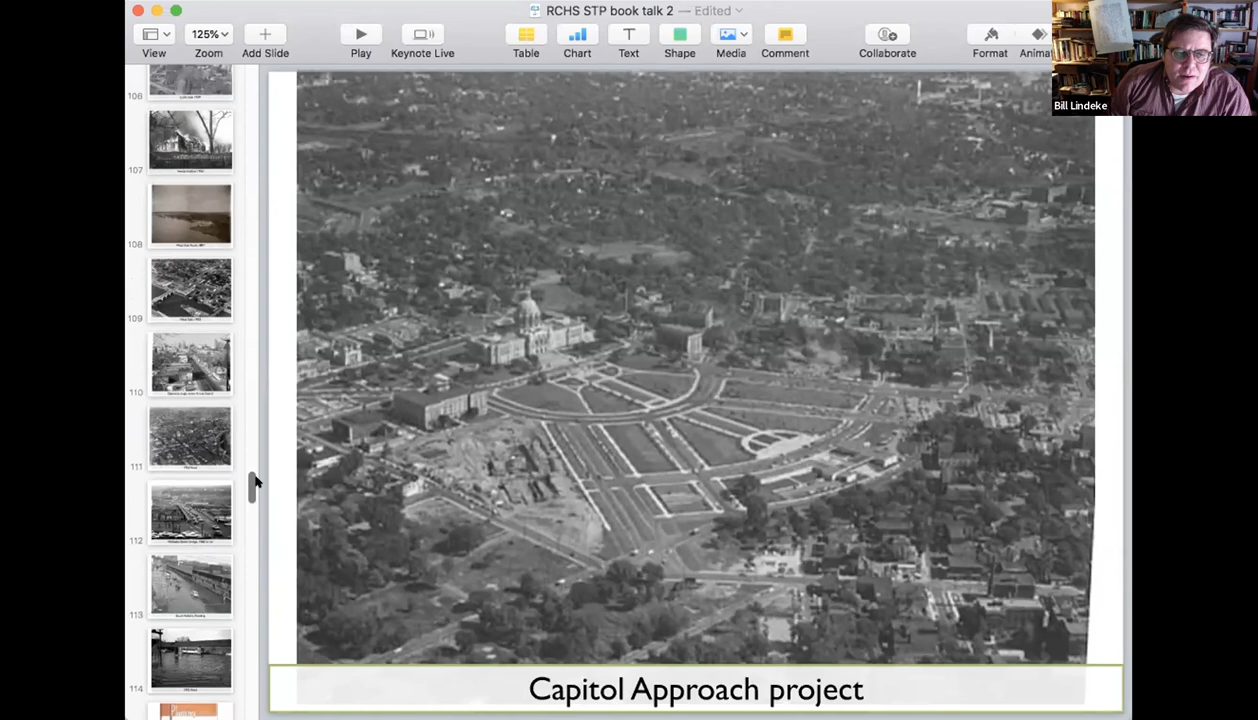 RCHS STP book talk 2 — Edited
125%
View
Zoom
Add Slide
Play
Keynote Live
Table
Chart
Text
Shape
Media
Comment
Collaborate
Format
Animat
Bill Lindeke
106
107
108
109
110
111
112
113
114
Capitol Approach project